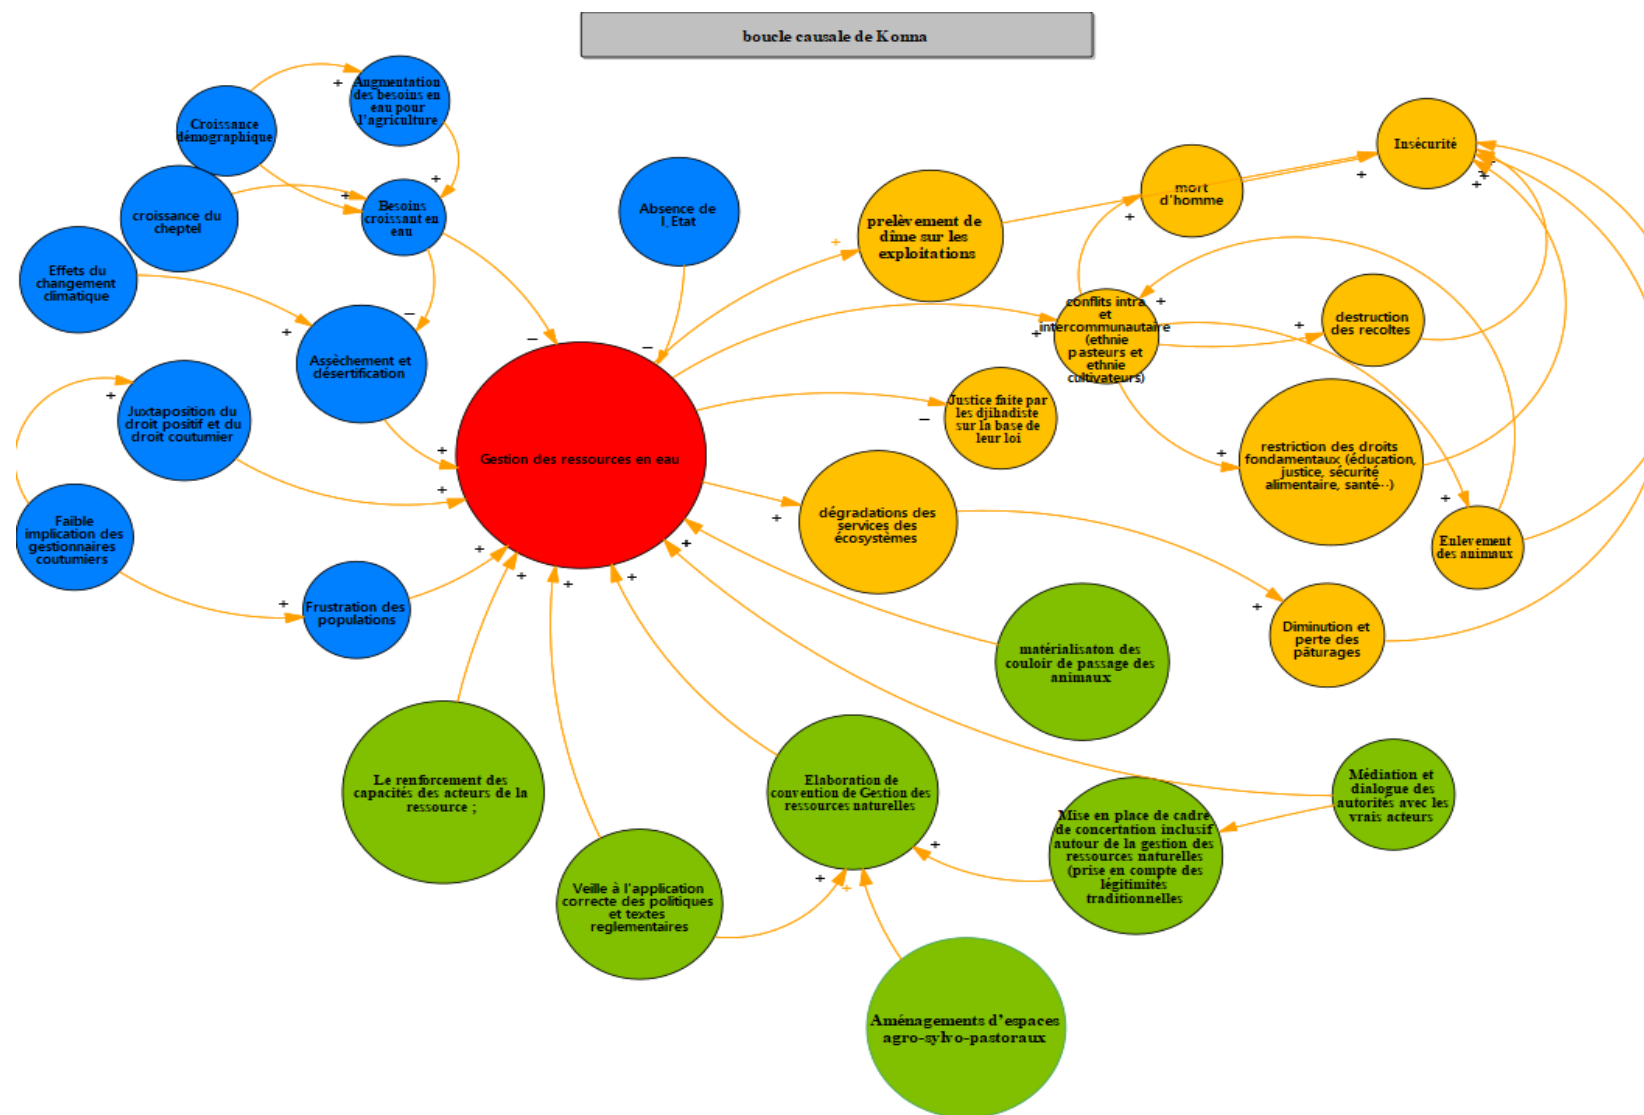 boucle causale de Konna
Augmentation
des besoins en
eau pour
l'agriculture
Croissance
démographique
croissance du
cheptel
Besoins
croissant en
eau
Effets du
changement
climatique
Assèchement et
désertification
Juxtaposition du
droit positif et du
droit coutumier
Faible
implication des
gestionnaires
coutumiers
Frustration des
populations
Absence de
l,Etat
Gestion des ressources en eau
prelèvement de
dîme sur les
exploitations
mort
d'homme
Insécurité
conflits intra
et
intercommunautaire
(ethnie
pasteurs et
ethnie
cultivateurs)
destruction
des recoltes
Justice faite par
les djihadiste
sur la base de
leur loi
restriction des droits
fondamentaux (éducation,
justice, sécurité
alimentaire, santé…)
dégradations des
services des
écosystèmes
Enlevement
des animaux
Diminution et
perte des
pâturages
matérialisaton des
couloir de passage des
animaux
Le renforcement des
capacités des acteurs de la
ressource ;
Elaboration de
convention de Gestion des
ressources naturelles
Médiation et
dialogue des
autorités avec les
vrais acteurs
Mise en place de cadre
de concertation inclusif
autour de la gestion des
ressources naturelles
(prise en compte des
légitimités
traditionnelles
Veille à l'application
correcte des politiques
et textes
reglementaires
Aménagements d'espaces
agro-sylvo-pastoraux